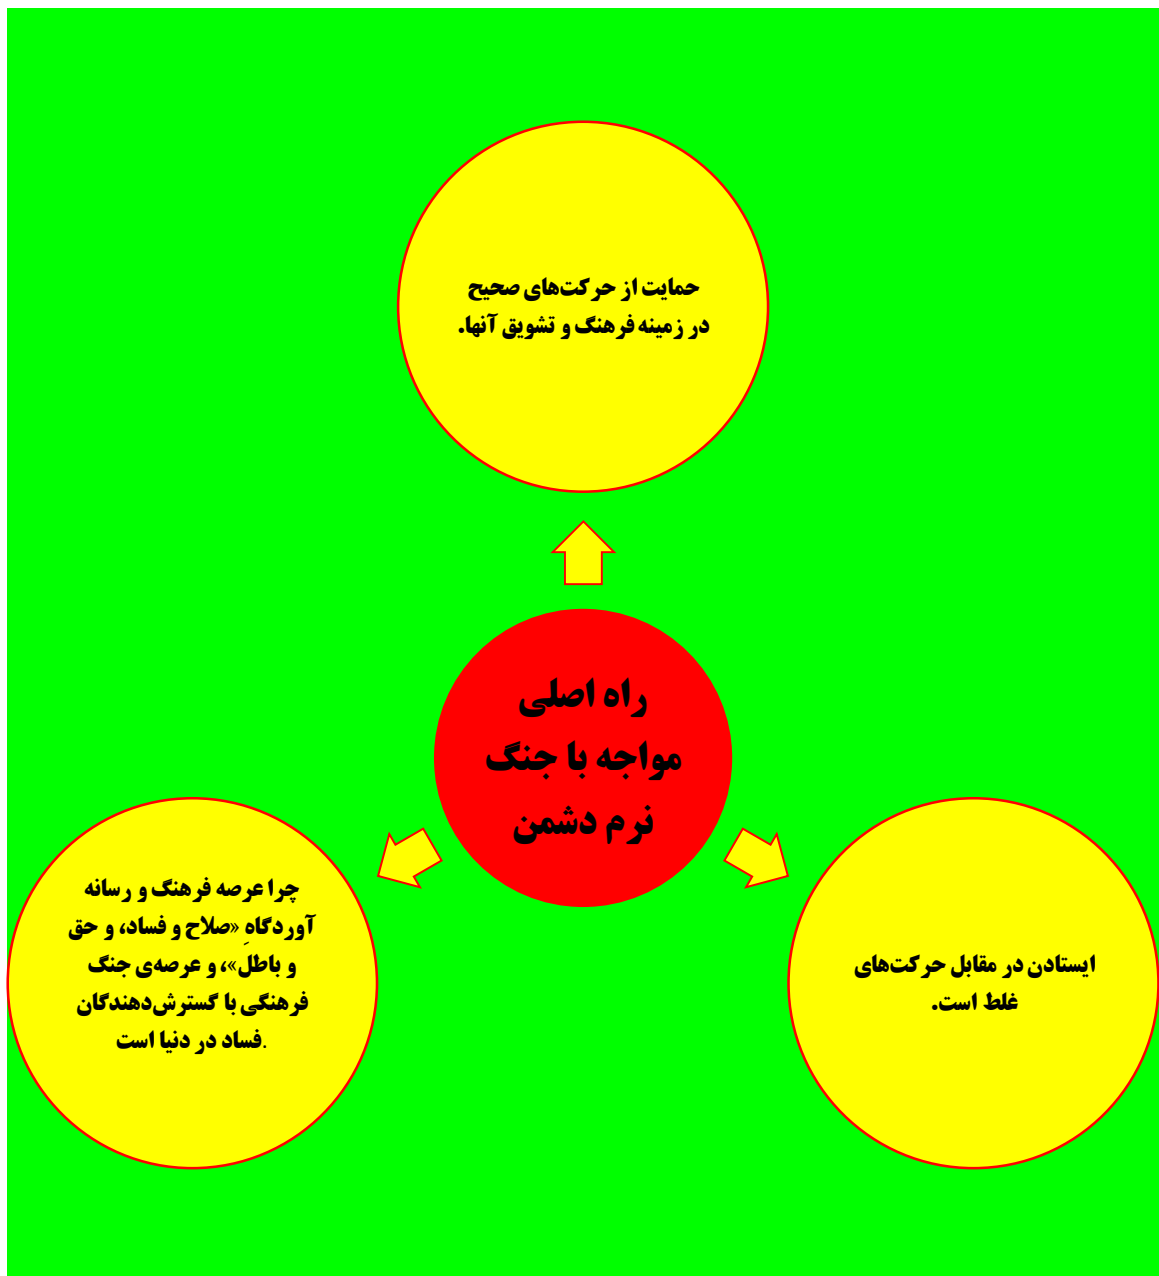 حمایت از حرکت‌های صحیح
در زمینه فرهنگ و تشویق آنها.
راه اصلی
مواجه با جنگ
نرم دشمن
ایستادن در مقابل حرکت‌های
غلط است.
چرا عرصه فرهنگ و رسانه
آوردگاهِ «صلاح و فساد، و حق
و باطل»، و عرصه‌ی جنگ
فرهنگی با گسترش‌دهندگان
فساد در دنیا است.